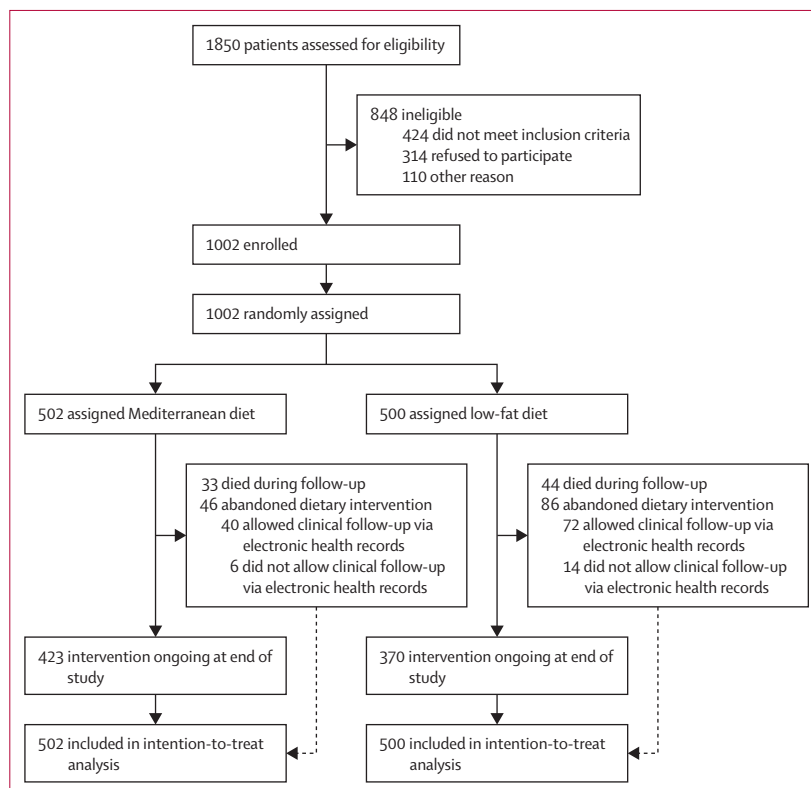 1850 patients assessed for eligibility
848 ineligible
424 did not meet inclusion criteria
314 refused to participate
110 other reason
1002 enrolled
1002 randomly assigned
502 assigned Mediterranean diet
500 assigned low-fat diet
33 died during follow-up
46 abandoned dietary intervention
40 allowed clinical follow-up via
electronic health records
6 did not allow clinical follow-up
via electronic health records
44 died during follow-up
86 abandoned dietary intervention
72 allowed clinical follow-up via
electronic health records
14 did not allow clinical follow-up
via electronic health records
423 intervention ongoing at end of
study
370 intervention ongoing at end of
study
502 included in intention-to-treat
analysis
500 included in intention-to-treat
analysis